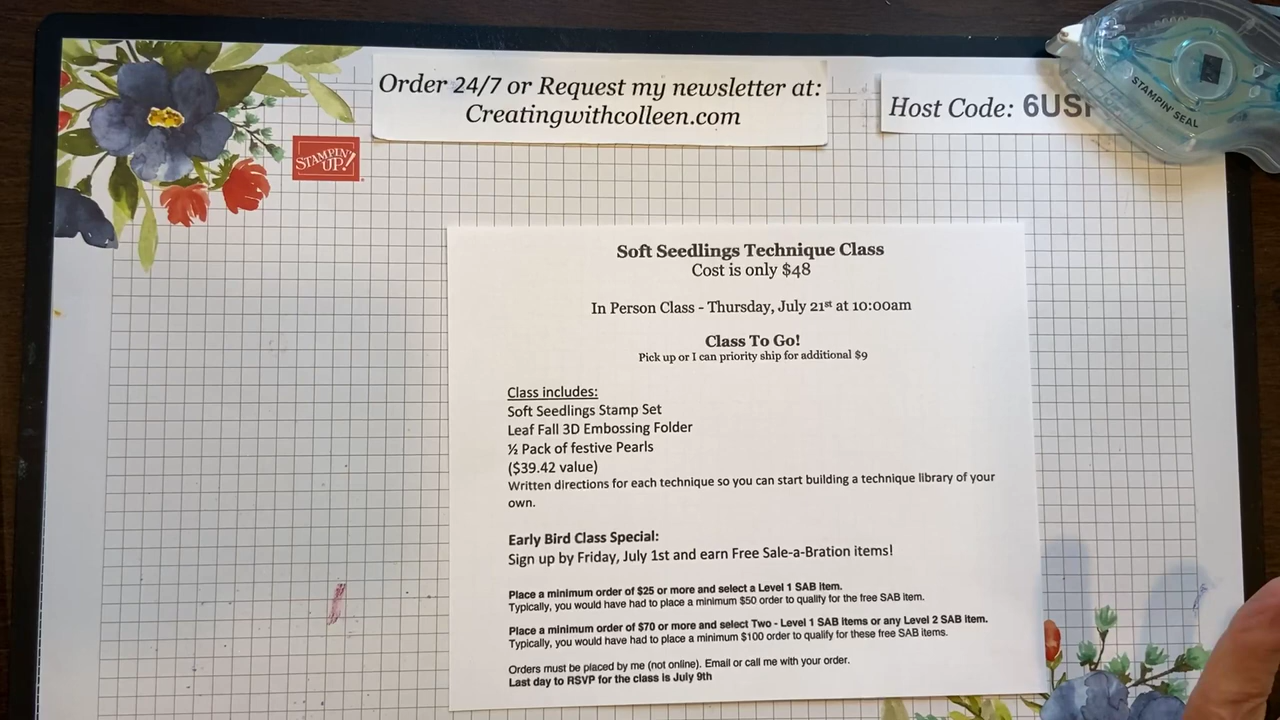 Order 24/7 or Request my newsletter at:
Creatingwithcolleen.com
Host Code:
STAMPIN' SEAL
STAMPIN' UP!
Soft Seedlings Technique Class
Cost is only $48
In Person Class - Thursday, July 21st at 10:00am
Class To Go!
Pick up or I can priority ship for additional $9
Class includes:
Soft Seedlings Stamp Set
Leaf Fall 3D Embossing Folder
½ Pack of festive Pearls
($39.42 value)
Written directions for each technique so you can start building a technique library of your
own.
Early Bird Class Special:
Sign up by Friday, July 1st and earn Free Sale-a-Bration items!
Place a minimum order of $25 or more and select a Level 1 SAB item.
Typically, you would have had to place a minimum $50 order to qualify for the free SAB item.
Place a minimum order of $70 or more and select Two - Level 1 SAB items or any Level 2 SAB item.
Typically, you would have had to place a minimum $100 order to qualify for these free SAB items.
Orders must be placed by me (not online). Email or call me with your order.
Last day to RSVP for the class is July 9th